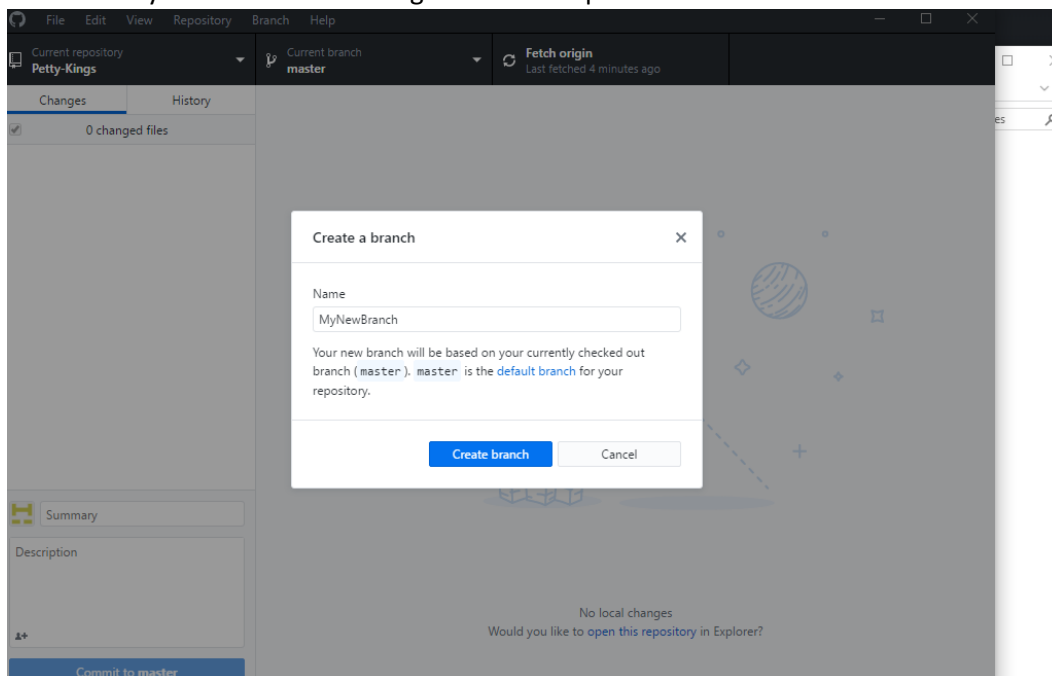 File Edit View Repository Branch Help
Current repository
Petty-Kings
Current branch
master
Fetch origin
Last fetched 4 minutes ago
Changes History
0 changed files
es
Create a branch
Name
MyNewBranch
Your new branch will be based on your currently checked out
branch (master). master is the default branch for your
repository.
Create branch Cancel
Summary
Description
No local changes
Would you like to open this repository in Explorer?
Commit to master